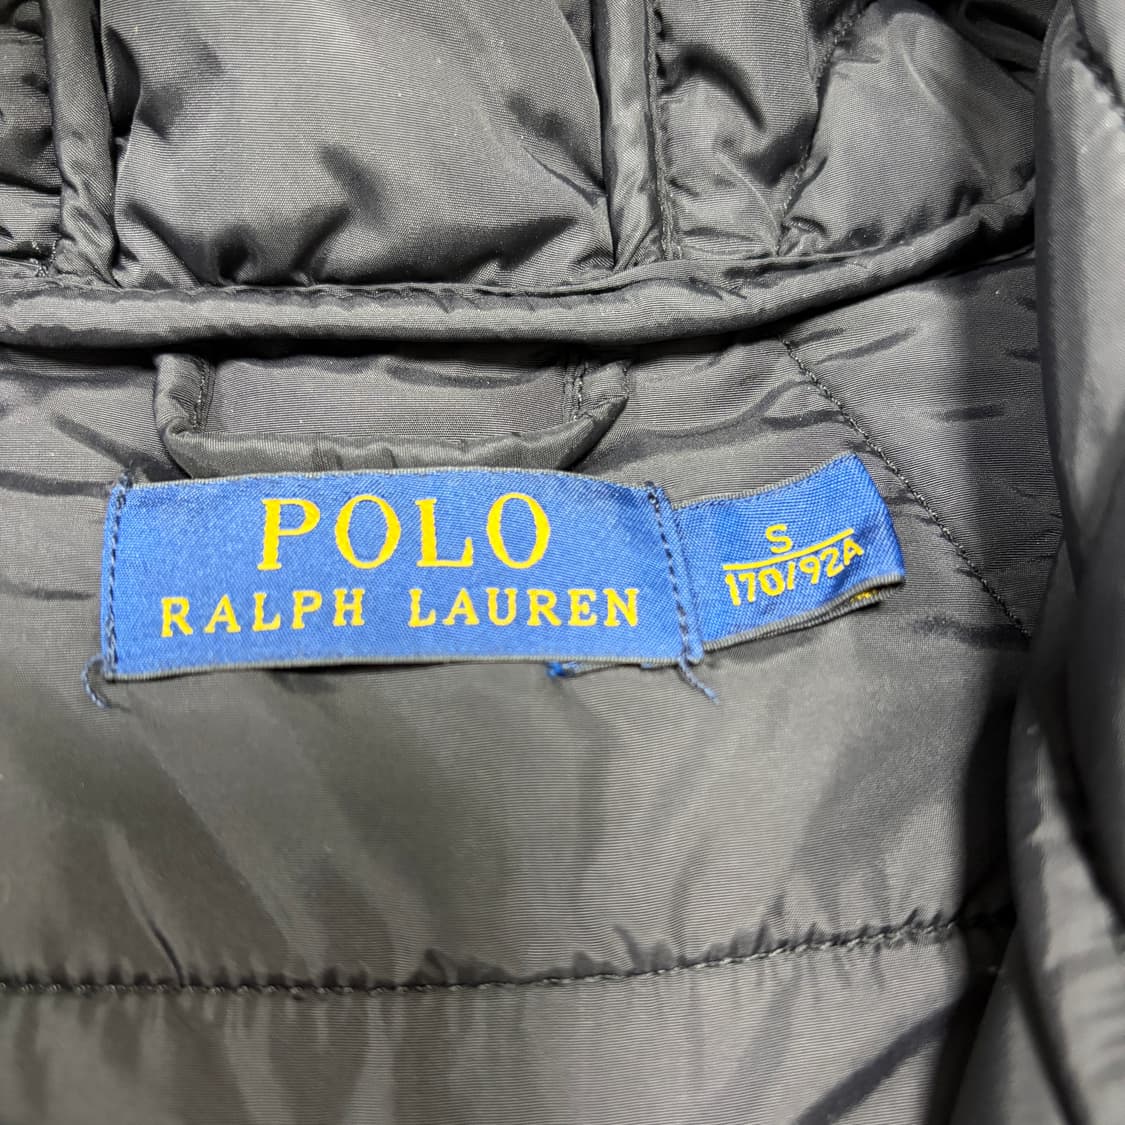 POLO
RALPH LAUREN
S
170/92A